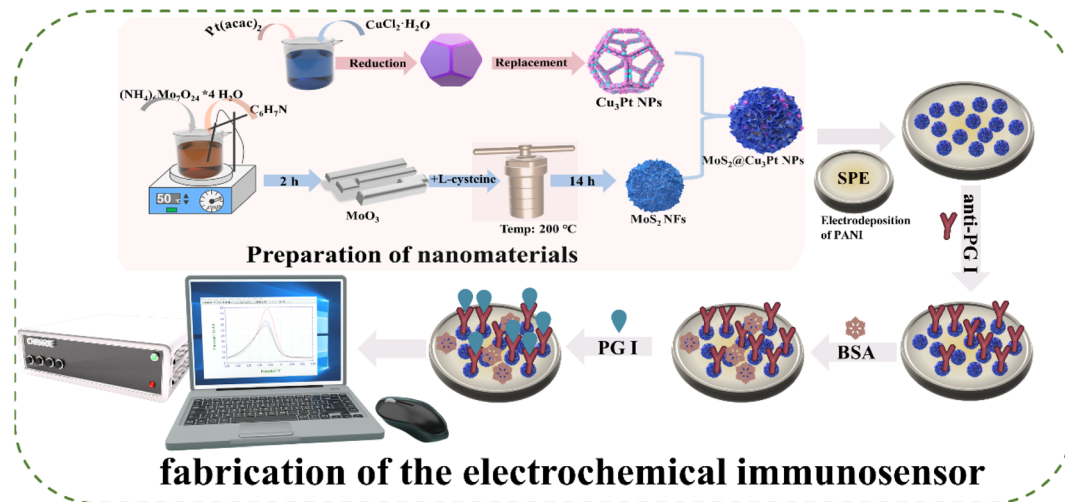 Pt(acac)2
CuCl2·H2O
Reduction
Replacement
Cu3Pt NPs
(NH4)6Mo7O24 *4 H2O
C6H7N
50
2 h
MoO3
+L-cysteine
Temp: 200 °C
14 h
MoS2 NFs
MoS2@Cu3Pt NPs
SPE
Electrodeposition
of PANI
anti-PG I
Preparation of nanomaterials
BSA
PG I
fabrication of the electrochemical immunosensor